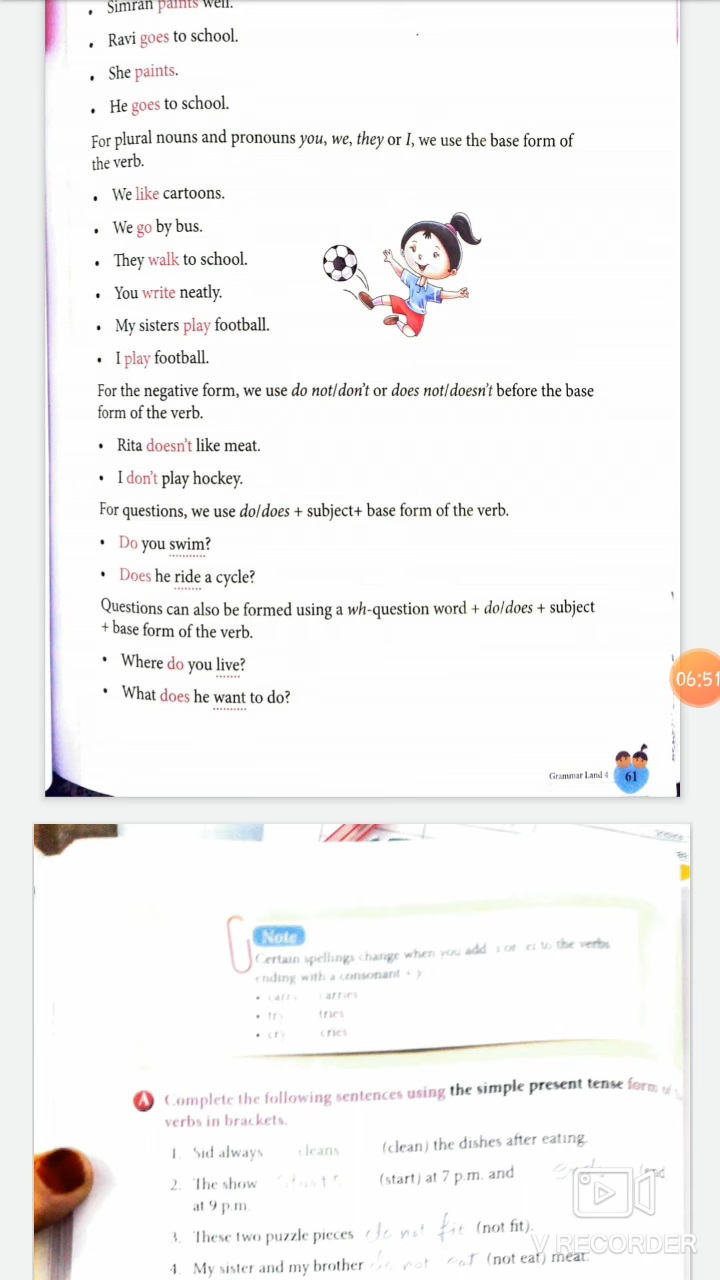 • Simran paints well.
• Ravi goes to school.
• She paints.
• He goes to school.
For plural nouns and pronouns you, we, they or I, we use the base form of
the verb.
• We like cartoons.
• We go by bus.
• They walk to school.
• You write neatly.
• My sisters play football.
• I play football.
For the negative form, we use do not/don't or does not/doesn't before the base
form of the verb.
• Rita doesn't like meat.
• I don't play hockey.
For questions, we use do/does + subject+ base form of the verb.
• Do you swim?
• Does he ride a cycle?
Questions can also be formed using a wh-question word + do/does + subject
+ base form of the verb.
• Where do you live?
• What does he want to do?
06:51
Grammar Land 4 61
Note
Certain spellings change when you add s or es to the verbs
ending with a consonant + y
• carry carries
• try tries
• cry cries
A Complete the following sentences using the simple present tense form of
verbs in brackets.
1. Sid always cleans (clean) the dishes after eating.
2. The show starts (start) at 7 p.m. and
at 9 p.m.
3. These two puzzle pieces do not fit (not fit).
4. My sister and my brother do not eat (not eat) meat.
V RECORDER